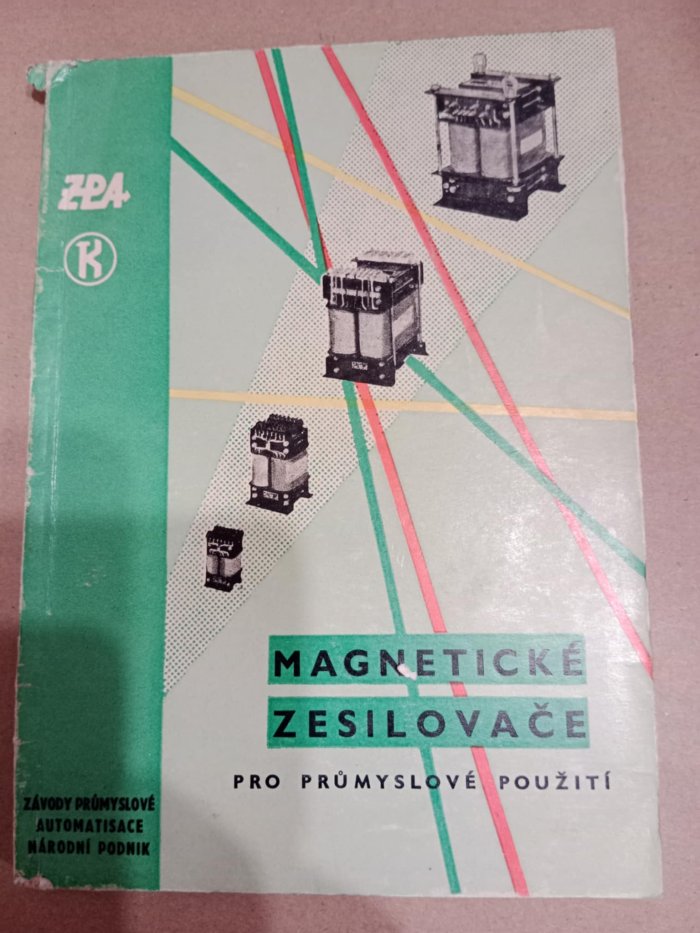 ZPA
K
MAGNETICKÉ
ZESILOVAČE
PRO PRŮMYSLOVÉ POUŽITÍ
ZÁVODY PRŮMYSLOVÉ
AUTOMATISACE
NÁRODNÍ PODNIK